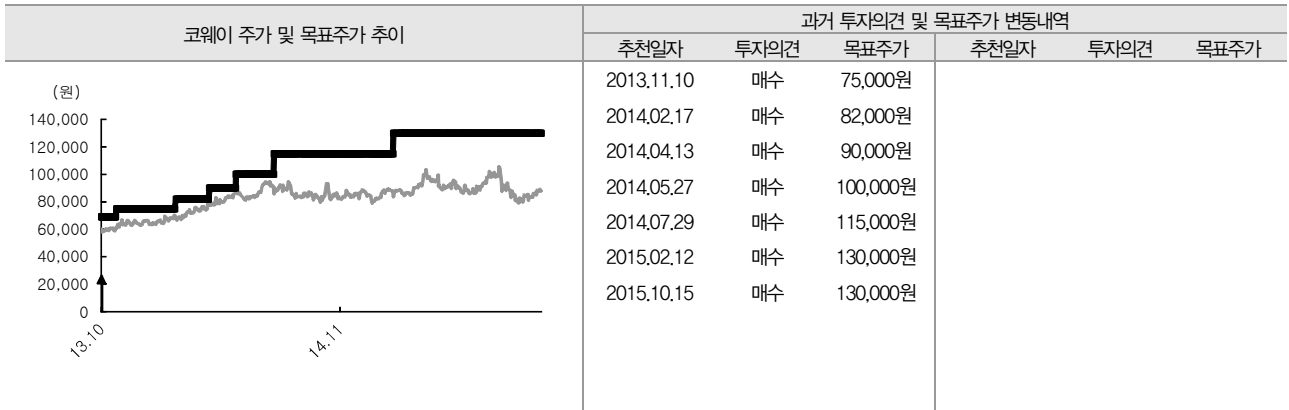 코웨이 주가 및 목표주가 추이
(원)
140,000
120,000
100,000
80,000
60,000
40,000
20,000
0
13.10
14.11
과거 투자의견 및 목표주가 변동내역
추천일자 투자의견 목표주가 추천일자 투자의견 목표주가
2013.11.10 매수 75,000원
2014.02.17 매수 82,000원
2014.04.13 매수 90,000원
2014.05.27 매수 100,000원
2014.07.29 매수 115,000원
2015.02.12 매수 130,000원
2015.10.15 매수 130,000원